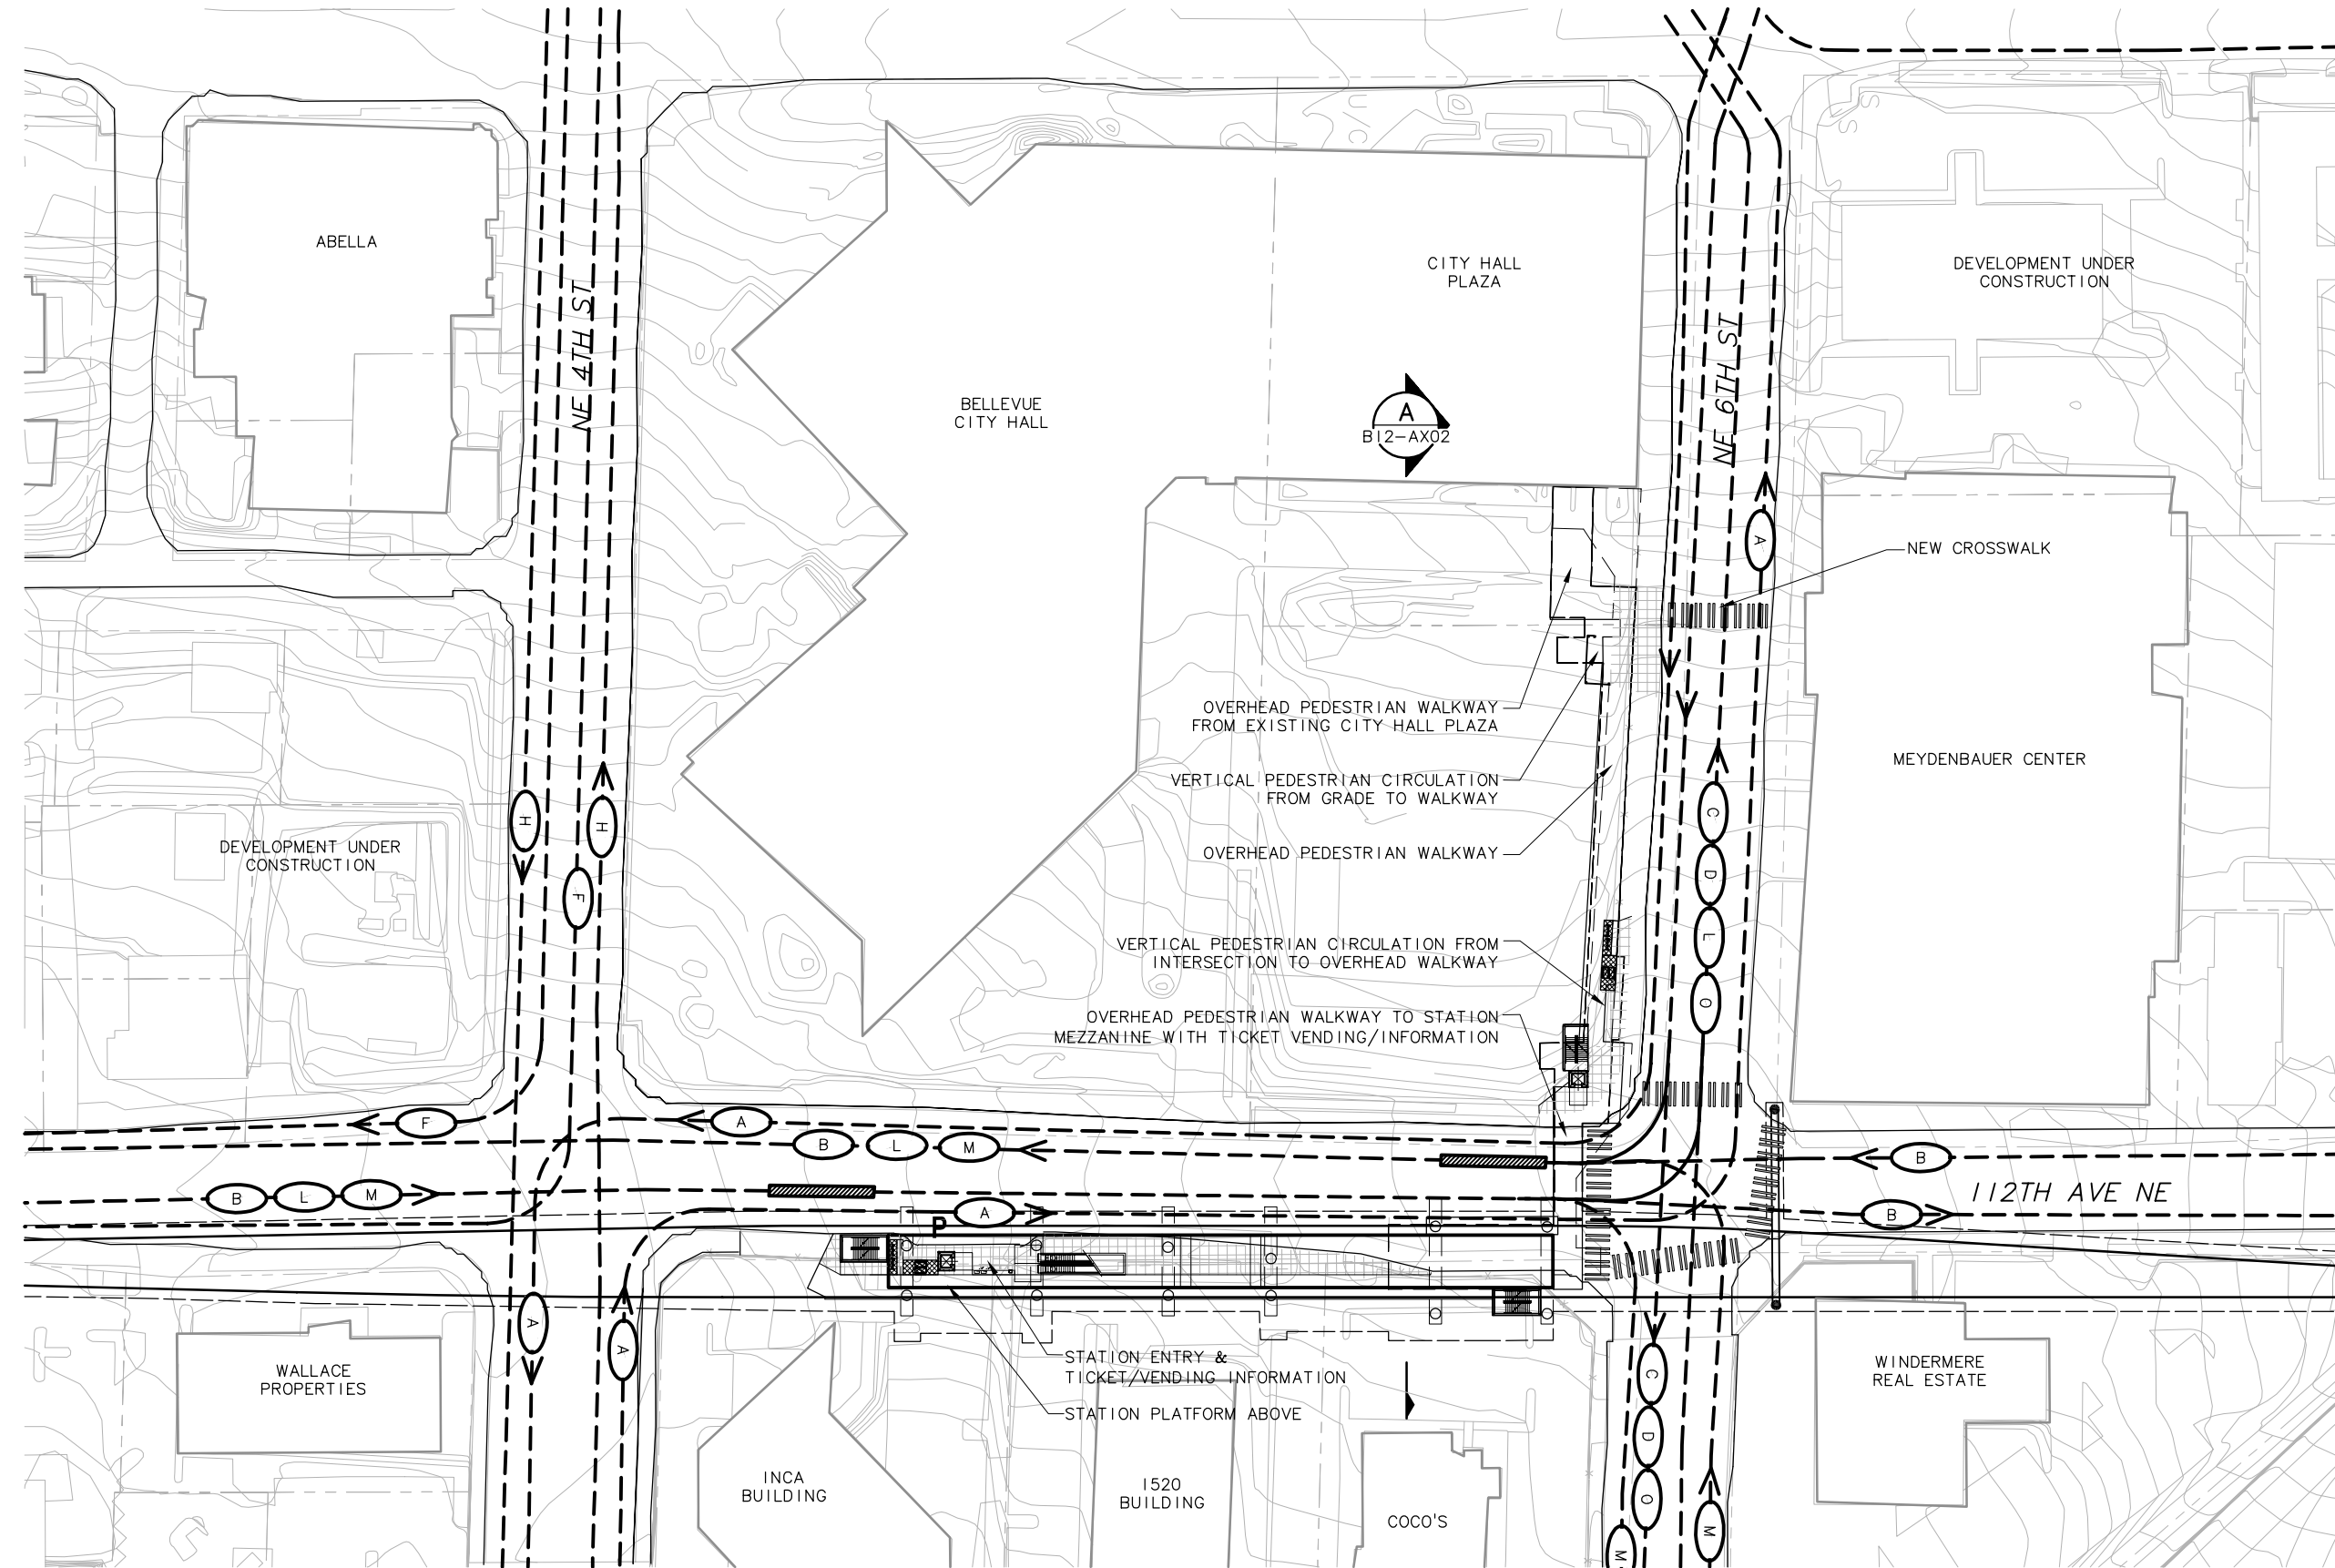 ABELLA
NE 4TH ST
BELLEVUE
CITY HALL
CITY HALL
PLAZA
A
B12-AX02
NE 6TH ST
DEVELOPMENT UNDER
CONSTRUCTION
A
NEW CROSSWALK
OVERHEAD PEDESTRIAN WALKWAY
FROM EXISTING CITY HALL PLAZA
VERTICAL PEDESTRIAN CIRCULATION
FROM GRADE TO WALKWAY
MEYDENBAUER CENTER
DEVELOPMENT UNDER
CONSTRUCTION
H
H
F
OVERHEAD PEDESTRIAN WALKWAY
C
D
L
O
VERTICAL PEDESTRIAN CIRCULATION FROM
INTERSECTION TO OVERHEAD WALKWAY
OVERHEAD PEDESTRIAN WALKWAY TO STATION
MEZZANINE WITH TICKET VENDING/INFORMATION
F
A
B
L
M
B
B
L
M
A
P
B
112TH AVE NE
A
A
STATION ENTRY &
TICKET/VENDING INFORMATION
STATION PLATFORM ABOVE
WALLACE
PROPERTIES
WINDERMERE
REAL ESTATE
C
D
O
M
M
INCA
BUILDING
1520
BUILDING
COCO'S